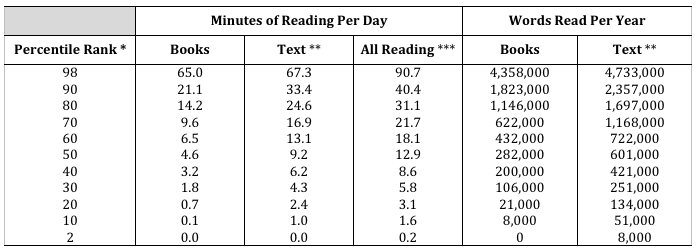 Minutes of Reading Per Day Words Read Per Year
Percentile Rank * Books Text ** All Reading *** Books Text **
98 65.0 67.3 90.7 4,358,000 4,733,000
90 21.1 33.4 40.4 1,823,000 2,357,000
80 14.2 24.6 31.1 1,146,000 1,697,000
70 9.6 16.9 21.7 622,000 1,168,000
60 6.5 13.1 18.1 432,000 722,000
50 4.6 9.2 12.9 282,000 601,000
40 3.2 6.2 8.6 200,000 421,000
30 1.8 4.3 5.8 106,000 251,000
20 0.7 2.4 3.1 21,000 134,000
10 0.1 1.0 1.6 8,000 51,000
2 0.0 0.0 0.2 0 8,000